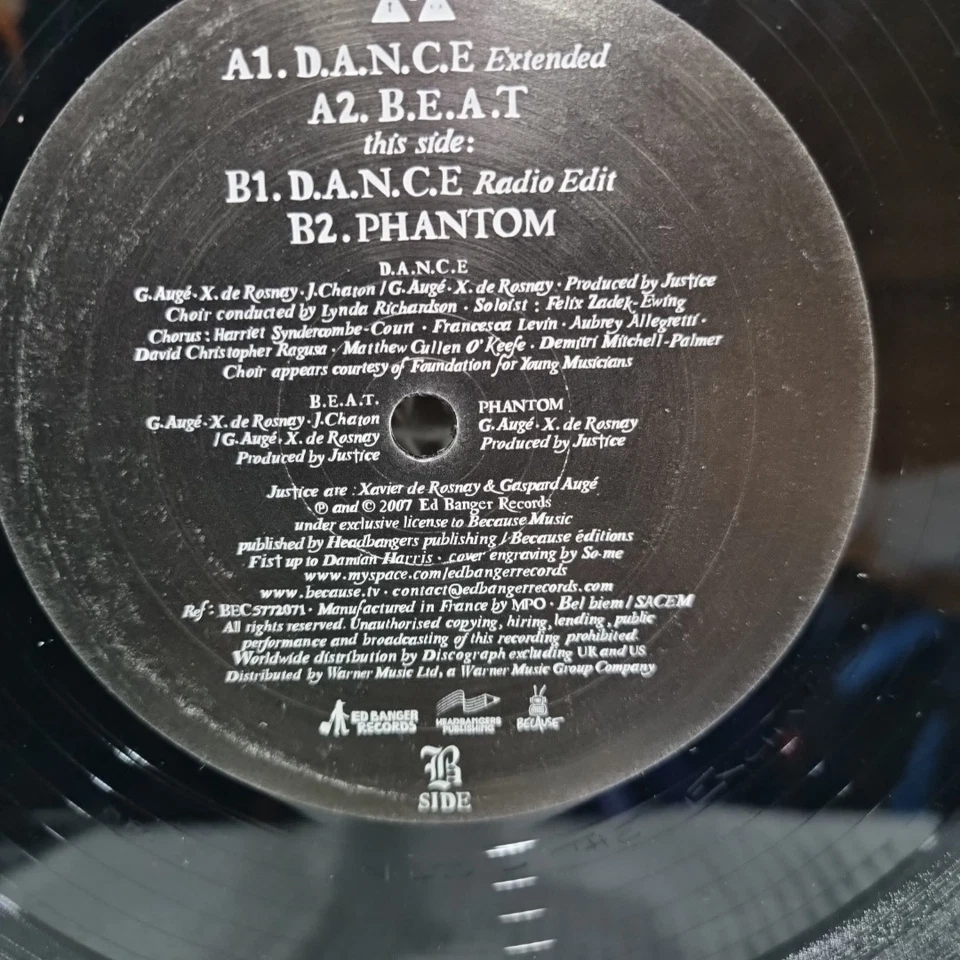 A1. D.A.N.C.E Extended
A2. B.E.A.T
this side:
B1. D.A.N.C.E Radio Edit
B2. PHANTOM
D.A.N.C.E
G.Augé · X. de Rosnay · J.Chaton / G.Augé · X. de Rosnay · Produced by Justice
Choir conducted by Lynda Richardson · Soloist : Felix Zadek-Ewing
Chorus : Harriet Syndercombe-Court · Francesca Levin · Aubrey Allegretti ·
David Christopher Ragusa · Matthew Cullen O'Keefe · Demitri Mitchell-Palmer
Choir appears courtesy of Foundation for Young Musicians
B.E.A.T.
G.Augé · X. de Rosnay · J.Chaton
/ G.Augé · X. de Rosnay
Produced by Justice
PHANTOM
G.Augé · X. de Rosnay
Produced by Justice
Justice are : Xavier de Rosnay & Gaspard Augé
℗ and © 2007 Ed Banger Records
under exclusive license to Because Music
published by Headbangers publishing / Because éditions
Fist up to Damian Harris · cover engraving by So-me
www.myspace.com/edbangerrecords
www.because.tv · contact@edbangerrecords.com
Ref : BEC5772071 · Manufactured in France by MPO · Bel biem / SACEM
All rights reserved. Unauthorised copying, hiring, lending, public
performance and broadcasting of this recording prohibited.
Worldwide distribution by Discograph excluding UK and US
Distributed by Warner Music Ltd, a Warner Music Group Company
ED BANGER
RECORDS
HEADBANGERS
PUBLISHING
BECAUSE
B
SIDE